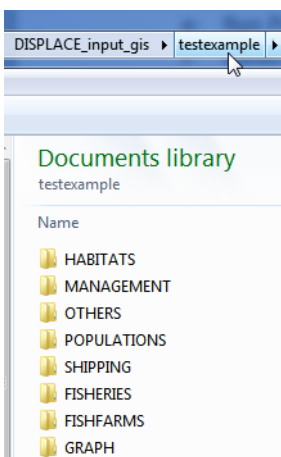 DISPLACE_input_gis ▸ testexample ▸
Documents library
testexample
Name
HABITATS
MANAGEMENT
OTHERS
POPULATIONS
SHIPPING
FISHERIES
FISHFARMS
GRAPH